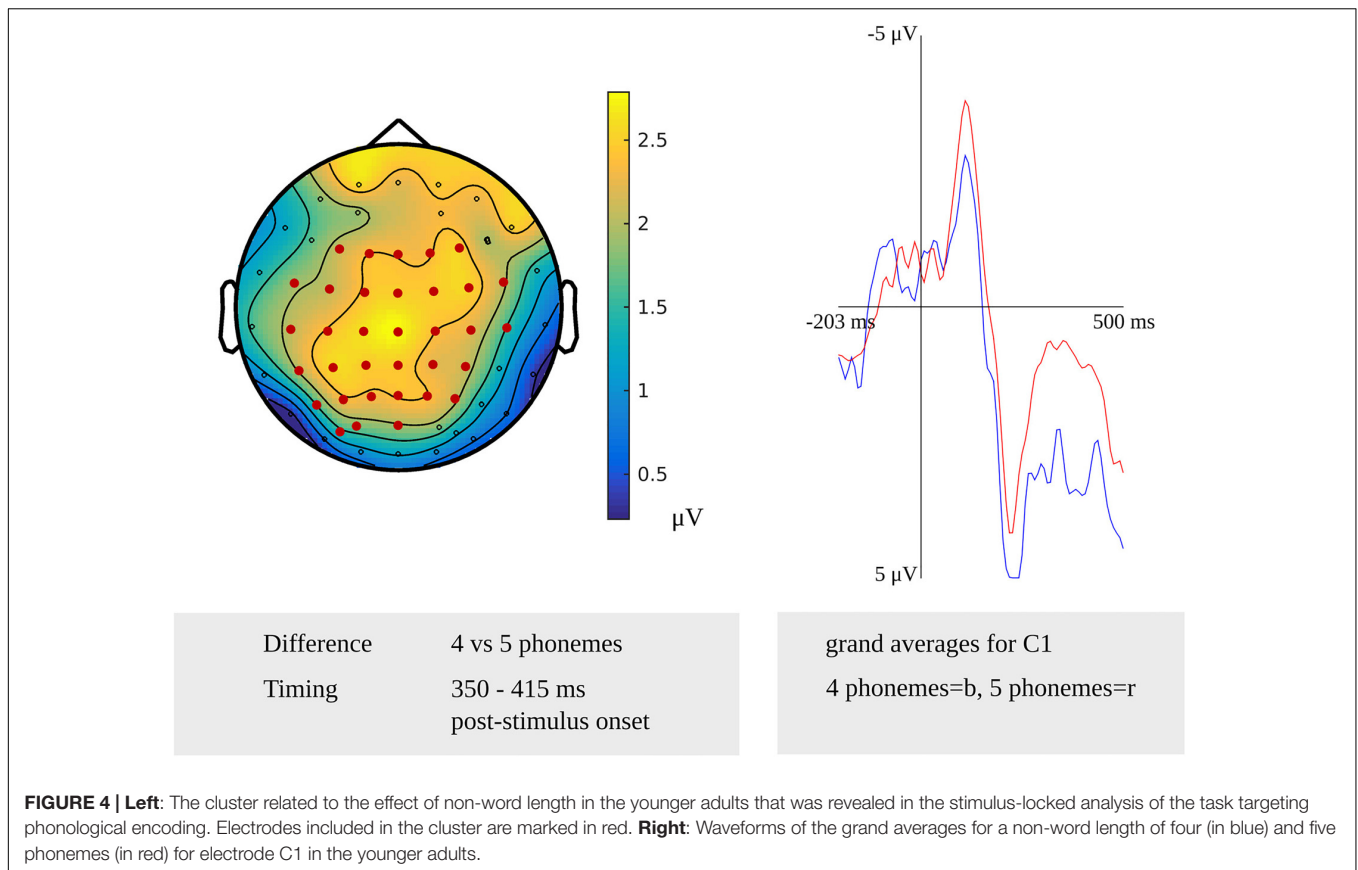 2.5
2
1.5
1
0.5
μV
-5 μV
-203 ms
500 ms
5 μV
Difference 4 vs 5 phonemes
Timing 350 - 415 ms
post-stimulus onset
grand averages for C1
4 phonemes=b, 5 phonemes=r
FIGURE 4 | Left: The cluster related to the effect of non-word length in the younger adults that was revealed in the stimulus-locked analysis of the task targeting
phonological encoding. Electrodes included in the cluster are marked in red. Right: Waveforms of the grand averages for a non-word length of four (in blue) and five
phonemes (in red) for electrode C1 in the younger adults.